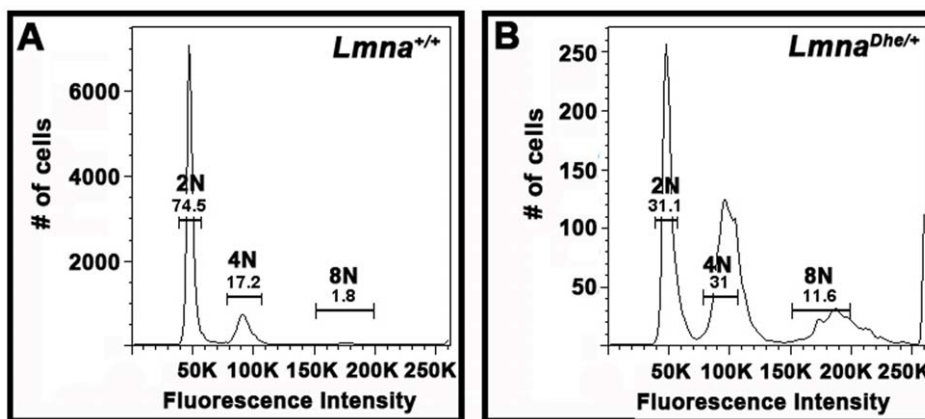 A
Lmna+/+
# of cells
6000
4000
2000
2N
74.5
4N
17.2
8N
1.8
50K 100K 150K 200K 250K
Fluorescence Intensity
B
LmnaDhe/+
# of cells
250
200
150
100
50
2N
31.1
4N
31
8N
11.6
50K 100K 150K 200K 250K
Fluorescence Intensity